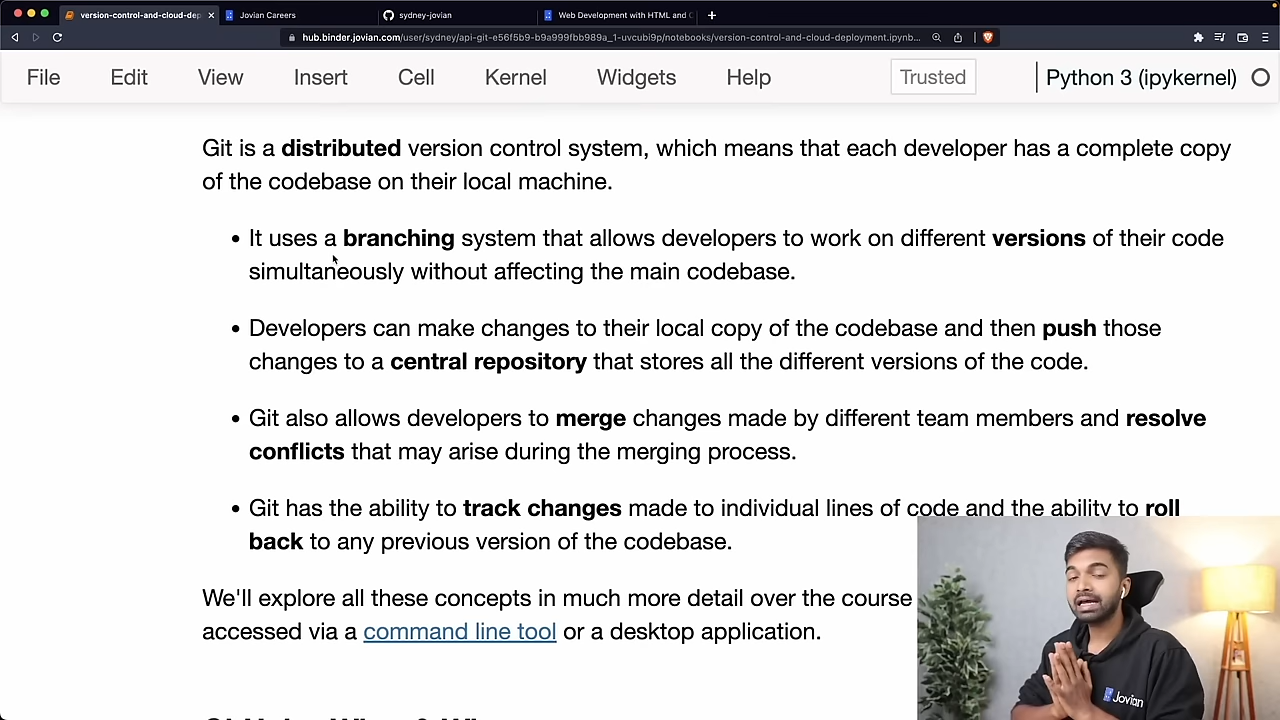 version-control-and-cloud-dep
Jovian Careers
sydney-jovian
Web Development with HTML and C
hub.binder.jovian.com/user/sydney/api-git-e56f5b9-b9a999fbb989a_1-uvcubi9p/notebooks/version-control-and-cloud-deployment.ipynb...
File Edit View Insert Cell Kernel Widgets Help Trusted Python 3 (ipykernel)
Git is a distributed version control system, which means that each developer has a complete copy
of the codebase on their local machine.
• It uses a branching system that allows developers to work on different versions of their code
simultaneously without affecting the main codebase.
• Developers can make changes to their local copy of the codebase and then push those
changes to a central repository that stores all the different versions of the code.
• Git also allows developers to merge changes made by different team members and resolve
conflicts that may arise during the merging process.
• Git has the ability to track changes made to individual lines of code and the ability to roll
back to any previous version of the codebase.
We'll explore all these concepts in much more detail over the course
accessed via a command line tool or a desktop application.
Jovian